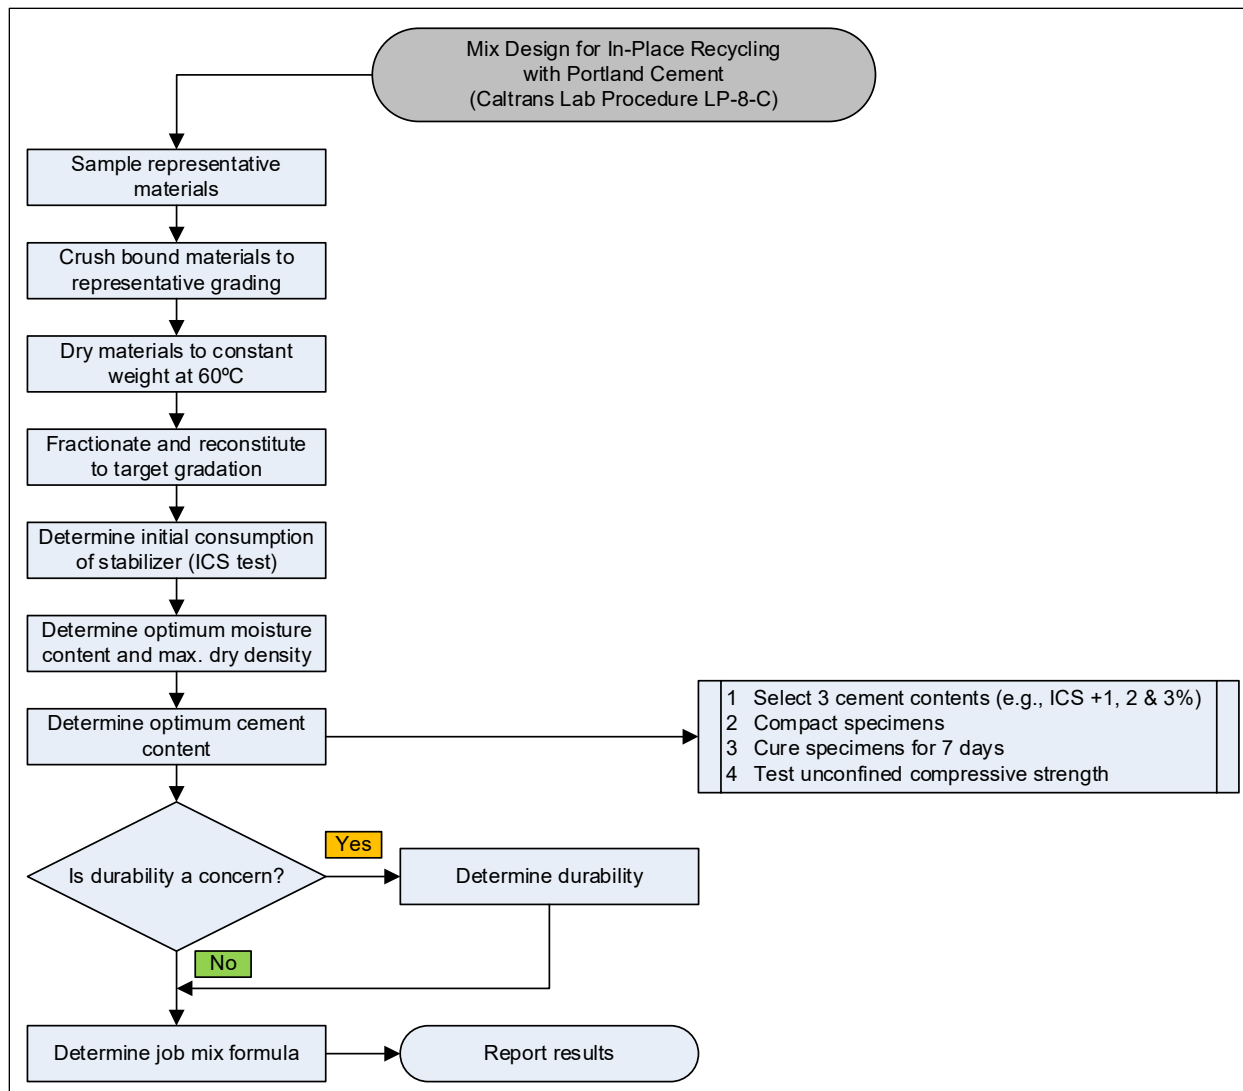 Mix Design for In-Place Recycling
with Portland Cement
(Caltrans Lab Procedure LP-8-C)
Sample representative
materials
Crush bound materials to
representative grading
Dry materials to constant
weight at 60ºC
Fractionate and reconstitute
to target gradation
Determine initial consumption
of stabilizer (ICS test)
Determine optimum moisture
content and max. dry density
Determine optimum cement
content
1 Select 3 cement contents (e.g., ICS +1, 2 & 3%)
2 Compact specimens
3 Cure specimens for 7 days
4 Test unconfined compressive strength
Is durability a concern?
Yes
Determine durability
No
Determine job mix formula
Report results